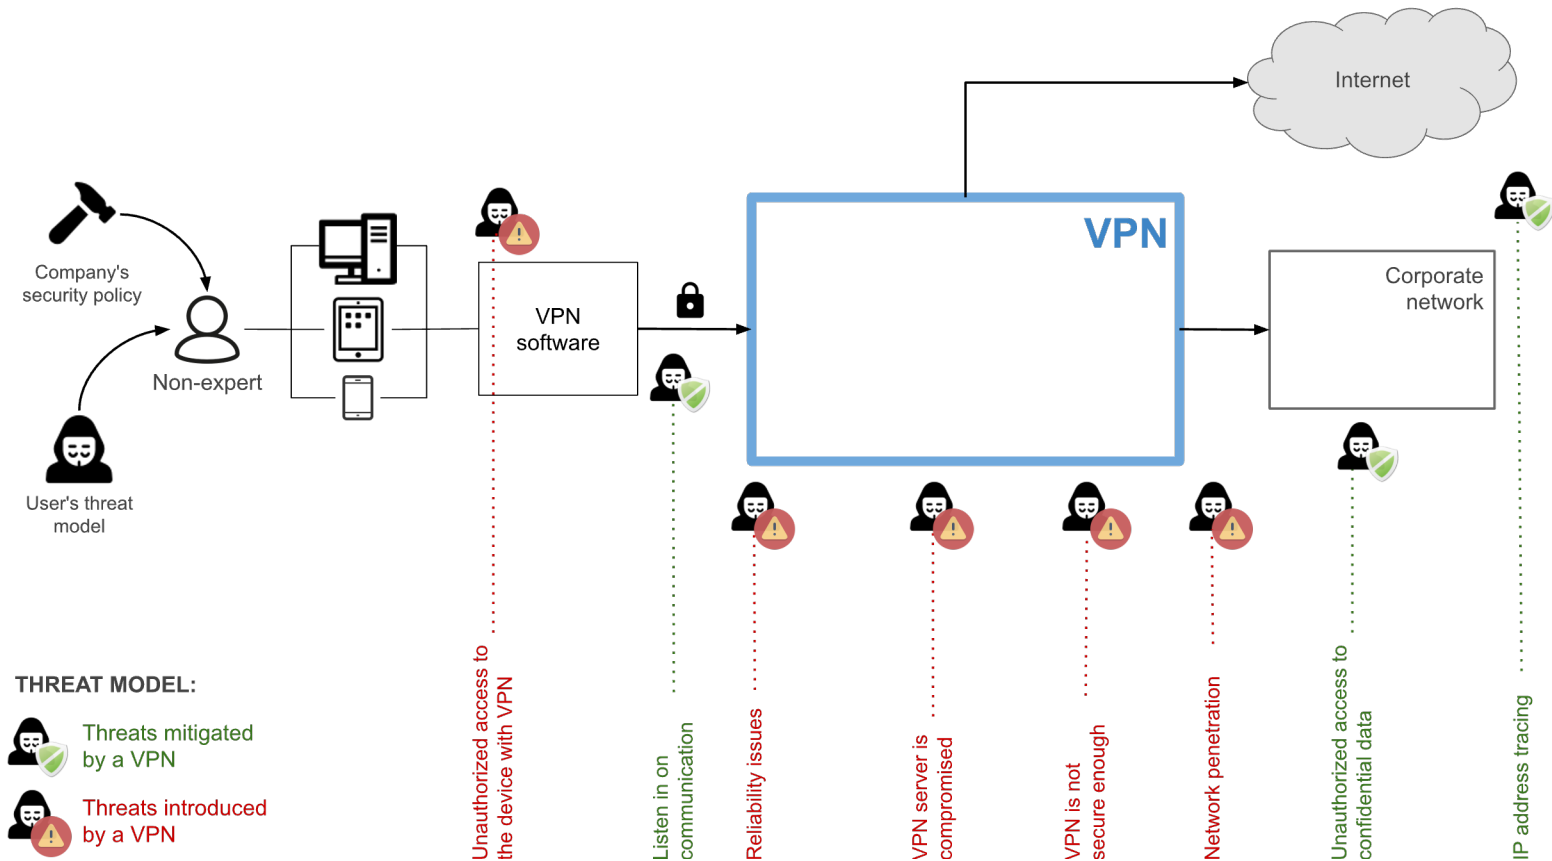 Internet
VPN
Company's
security policy
Corporate
network
VPN
software
Non-expert
User's threat
model
THREAT MODEL:
Threats mitigated
by a VPN
Threats introduced
by a VPN
Unauthorized access to
the device with VPN
Listen in on
communication
Reliability issues
VPN server is
compromised
VPN is not
secure enough
Network penetration
Unauthorized access to
confidential data
IP address tracing